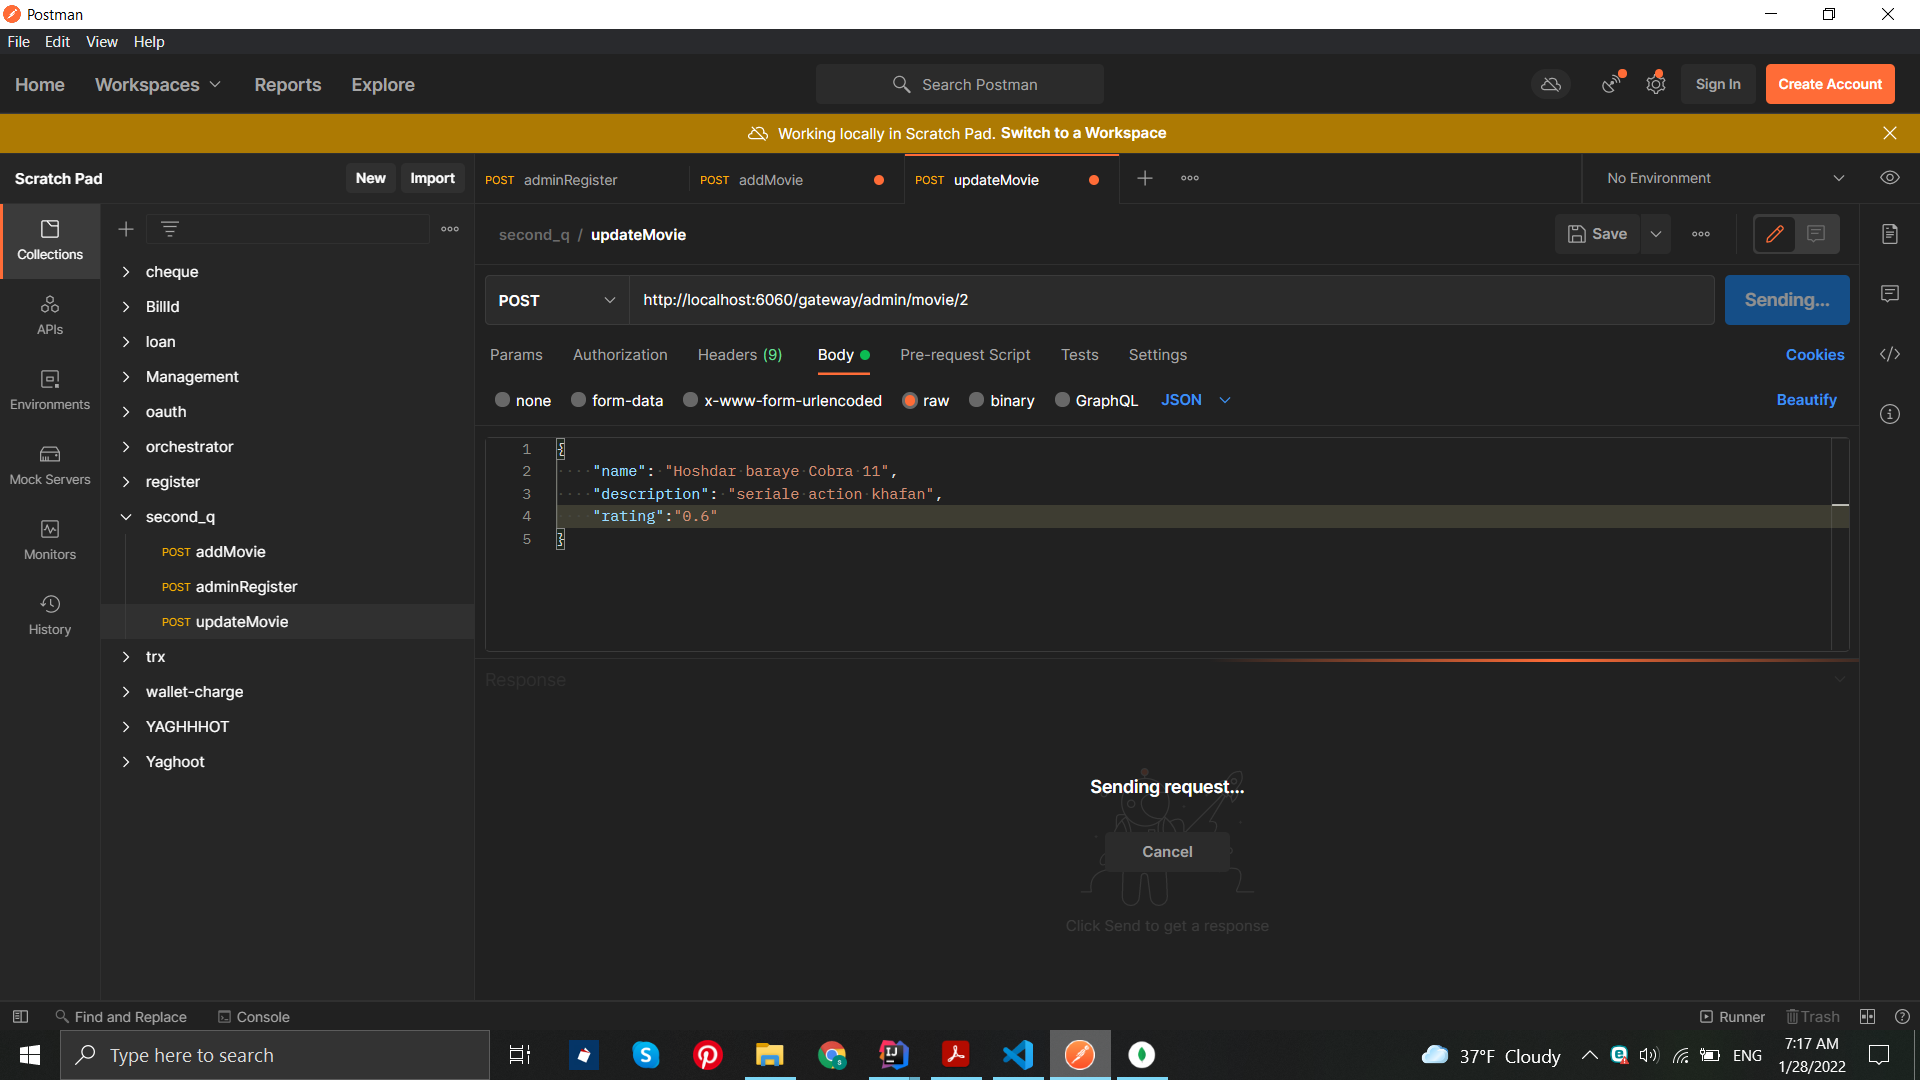 Postman
File Edit View Help
Home Workspaces Reports Explore
Search Postman
Sign In Create Account
Working locally in Scratch Pad. Switch to a Workspace
Scratch Pad New Import
POST adminRegister POST addMovie POST updateMovie
No Environment
Collections
APIs
Environments
Mock Servers
Monitors
History
cheque
BillId
loan
Management
oauth
orchestrator
register
second_q
POST addMovie
POST adminRegister
POST updateMovie
trx
wallet-charge
YAGHHHOT
Yaghoot
second_q / updateMovie
Save
POST http://localhost:6060/gateway/admin/movie/2 Sending...
Params Authorization Headers (9) Body Pre-request Script Tests Settings Cookies
none form-data x-www-form-urlencoded raw binary GraphQL JSON Beautify
1 {
2 "name": "Hoshdar baraye Cobra 11",
3 "description": "seriale action khafan",
4 "rating":"0.6"
5 }
Response
Sending request...
Cancel
Click Send to get a response
Find and Replace Console Runner Trash
Type here to search
37°F Cloudy ENG
7:17 AM
1/28/2022